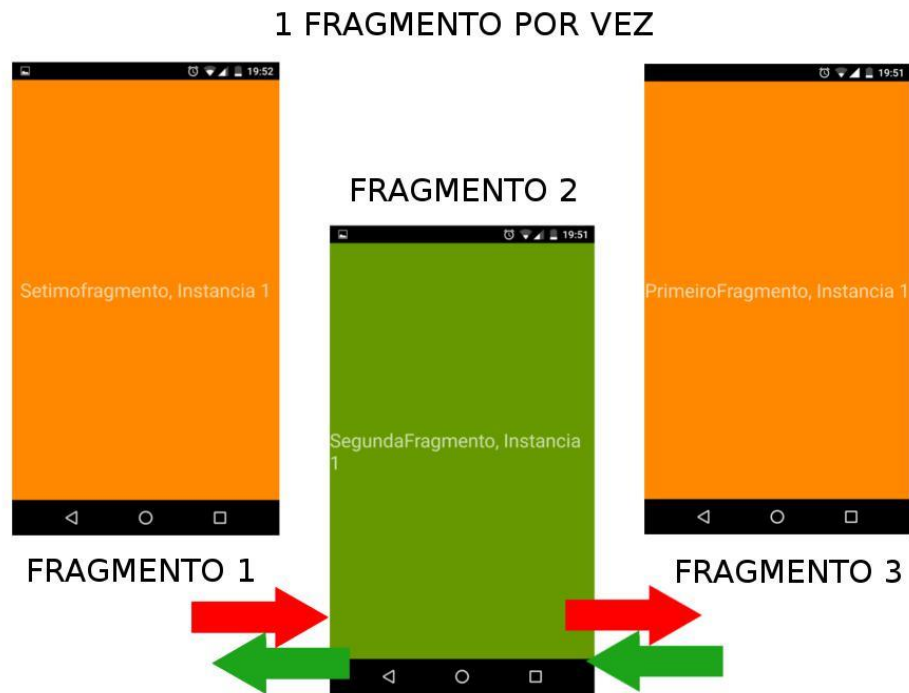 1 FRAGMENTO POR VEZ
19:52
Setimofragmento, Instancia 1
FRAGMENTO 1
FRAGMENTO 2
19:51
SegundaFragmento, Instancia
1
19:51
PrimeiroFragmento, Instancia 1
FRAGMENTO 3